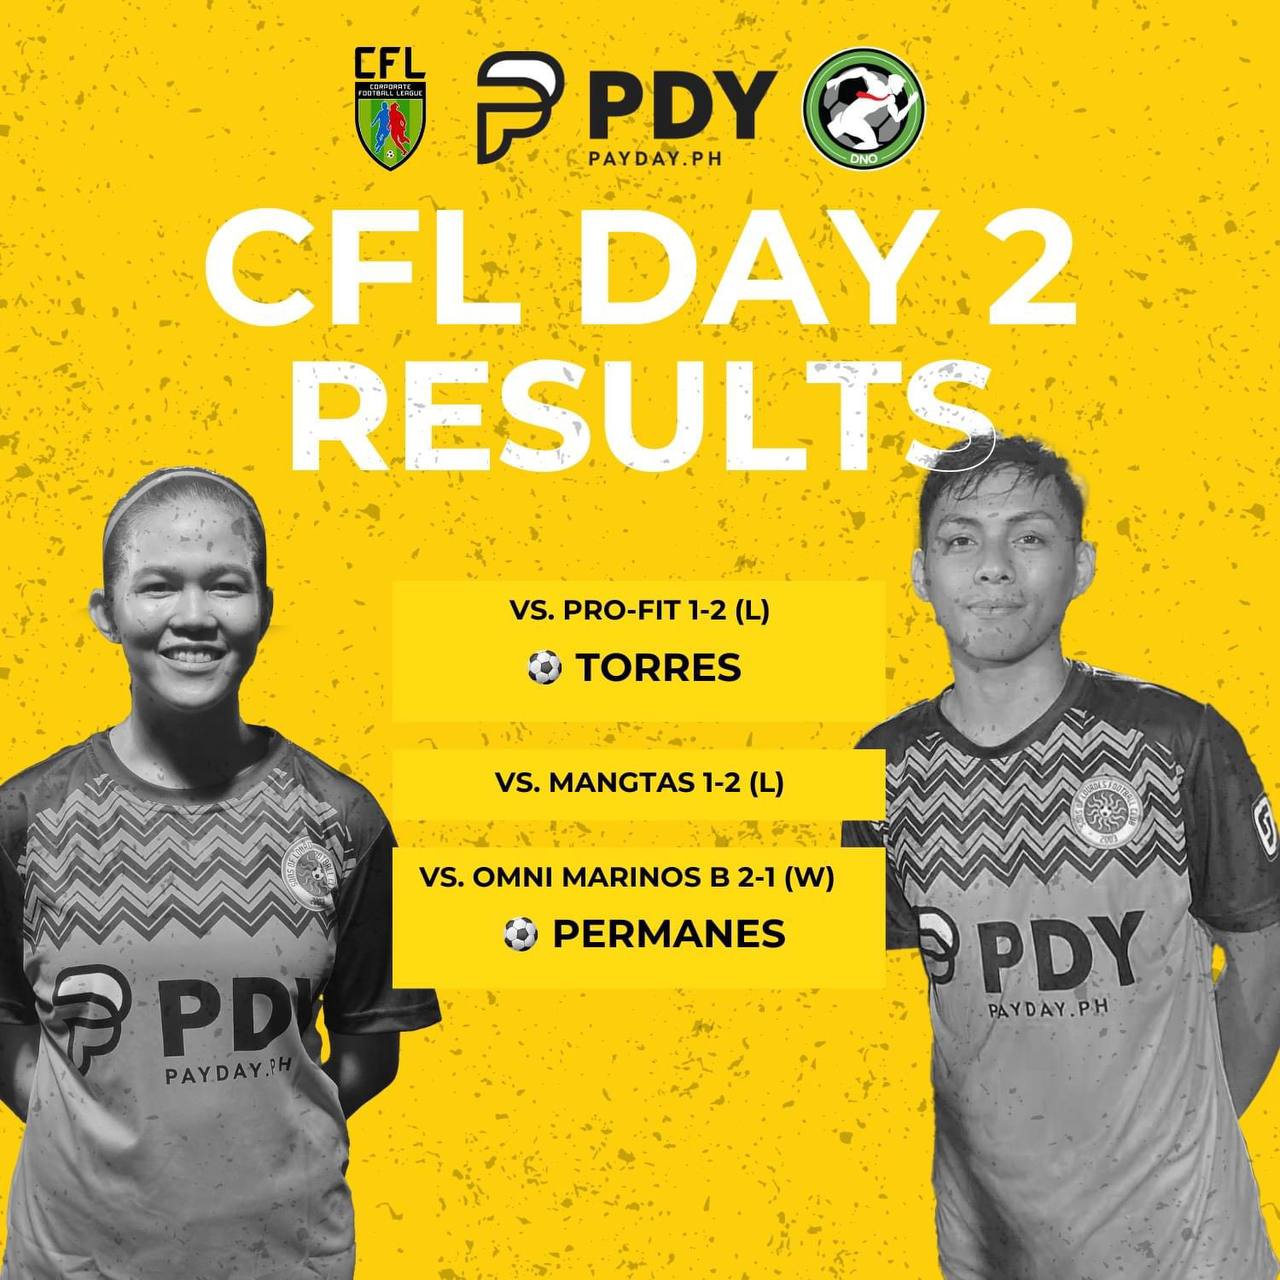 CFL
CORPORATE
FOOTBALL LEAGUE
PDY
PAYDAY.PH
DNO
CFL DAY 2
RESULTS
VS. PRO-FIT 1-2 (L)
⚽ TORRES
VS. MANGTAS 1-2 (L)
VS. OMNI MARINOS B 2-1 (W)
⚽ PERMANES
PDY
PAYDAY.PH
2003
PDY
PAYDAY.PH